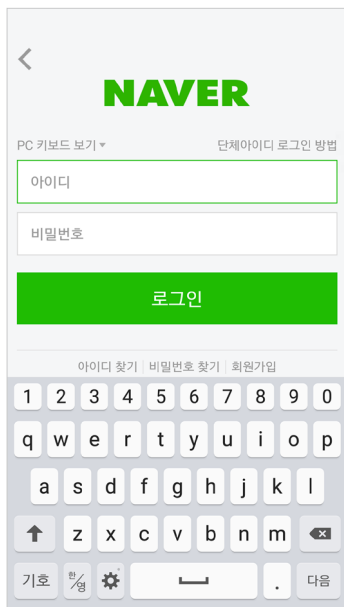 NAVER
PC 키보드 보기 단체아이디 로그인 방법
아이디
비밀번호
로그인
아이디 찾기 | 비밀번호 찾기 | 회원가입
1 2 3 4 5 6 7 8 9 0
q w e r t y u i o p
a s d f g h j k l
z x c v b n m
기호 한/영 . 다음